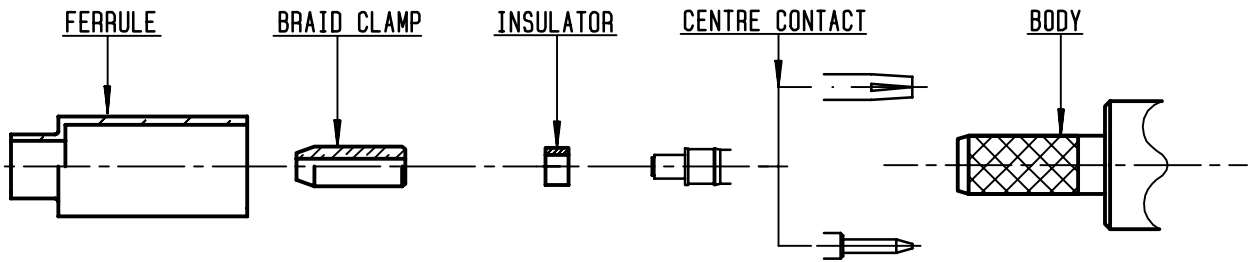 FERRULE
BRAID CLAMP
INSULATOR
CENTRE CONTACT
BODY